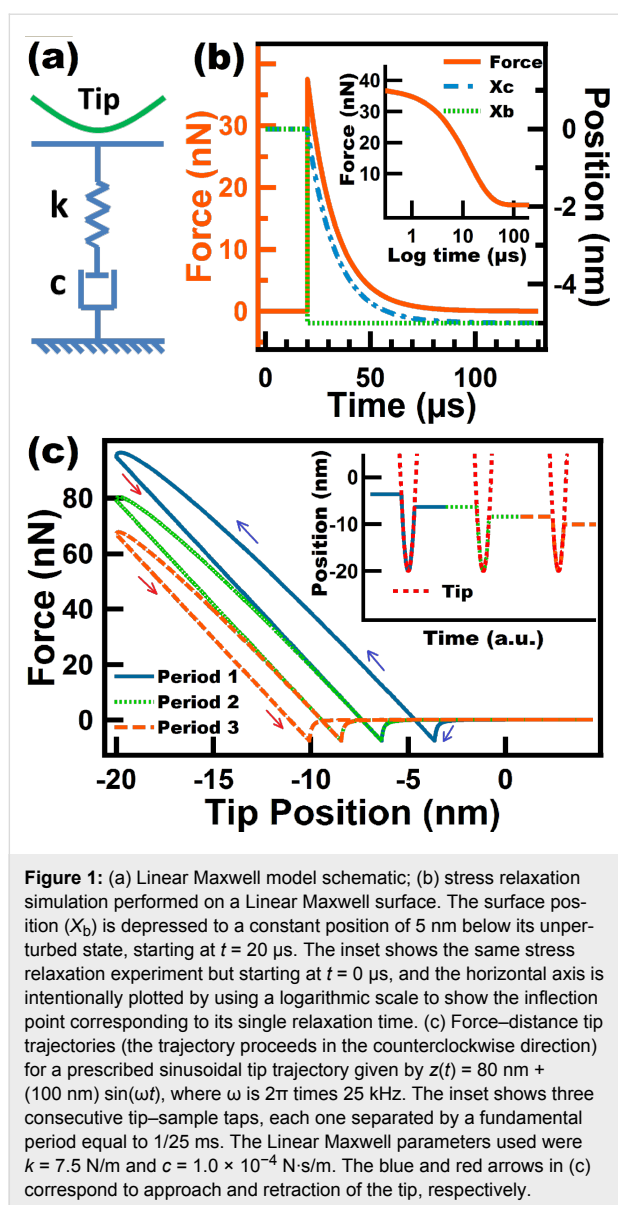 (a)
Tip
k
c
(b)
Force
Xc
Xb
Force (nN)
40
30
20
10
1
10
100
Log time (μs)
Force (nN)
30
20
10
0
0
50
100
Time (μs)
Position (nm)
0
-2
-4
(c)
Force (nN)
80
60
40
20
0
Period 1
Period 2
Period 3
-20
-15
-10
-5
0
Tip Position (nm)
Position (nm)
0
-10
-20
Tip
Time (a.u.)
Figure 1: (a) Linear Maxwell model schematic; (b) stress relaxation
simulation performed on a Linear Maxwell surface. The surface pos-
ition (Xb) is depressed to a constant position of 5 nm below its unper-
turbed state, starting at t = 20 μs. The inset shows the same stress
relaxation experiment but starting at t = 0 μs, and the horizontal axis is
intentionally plotted by using a logarithmic scale to show the inflection
point corresponding to its single relaxation time. (c) Force–distance tip
trajectories (the trajectory proceeds in the counterclockwise direction)
for a prescribed sinusoidal tip trajectory given by z(t) = 80 nm +
(100 nm) sin(ωt), where ω is 2π times 25 kHz. The inset shows three
consecutive tip–sample taps, each one separated by a fundamental
period equal to 1/25 ms. The Linear Maxwell parameters used were
k = 7.5 N/m and c = 1.0 × 10⁻⁴ N·s/m. The blue and red arrows in (c)
correspond to approach and retraction of the tip, respectively.